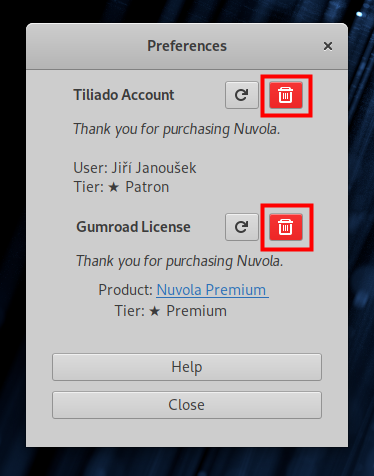 Preferences
Tiliado Account
Thank you for purchasing Nuvola.
User: Jiří Janoušek
Tier: ★ Patron
Gumroad License
Thank you for purchasing Nuvola.
Product: Nuvola Premium
Tier: ★ Premium
Help
Close